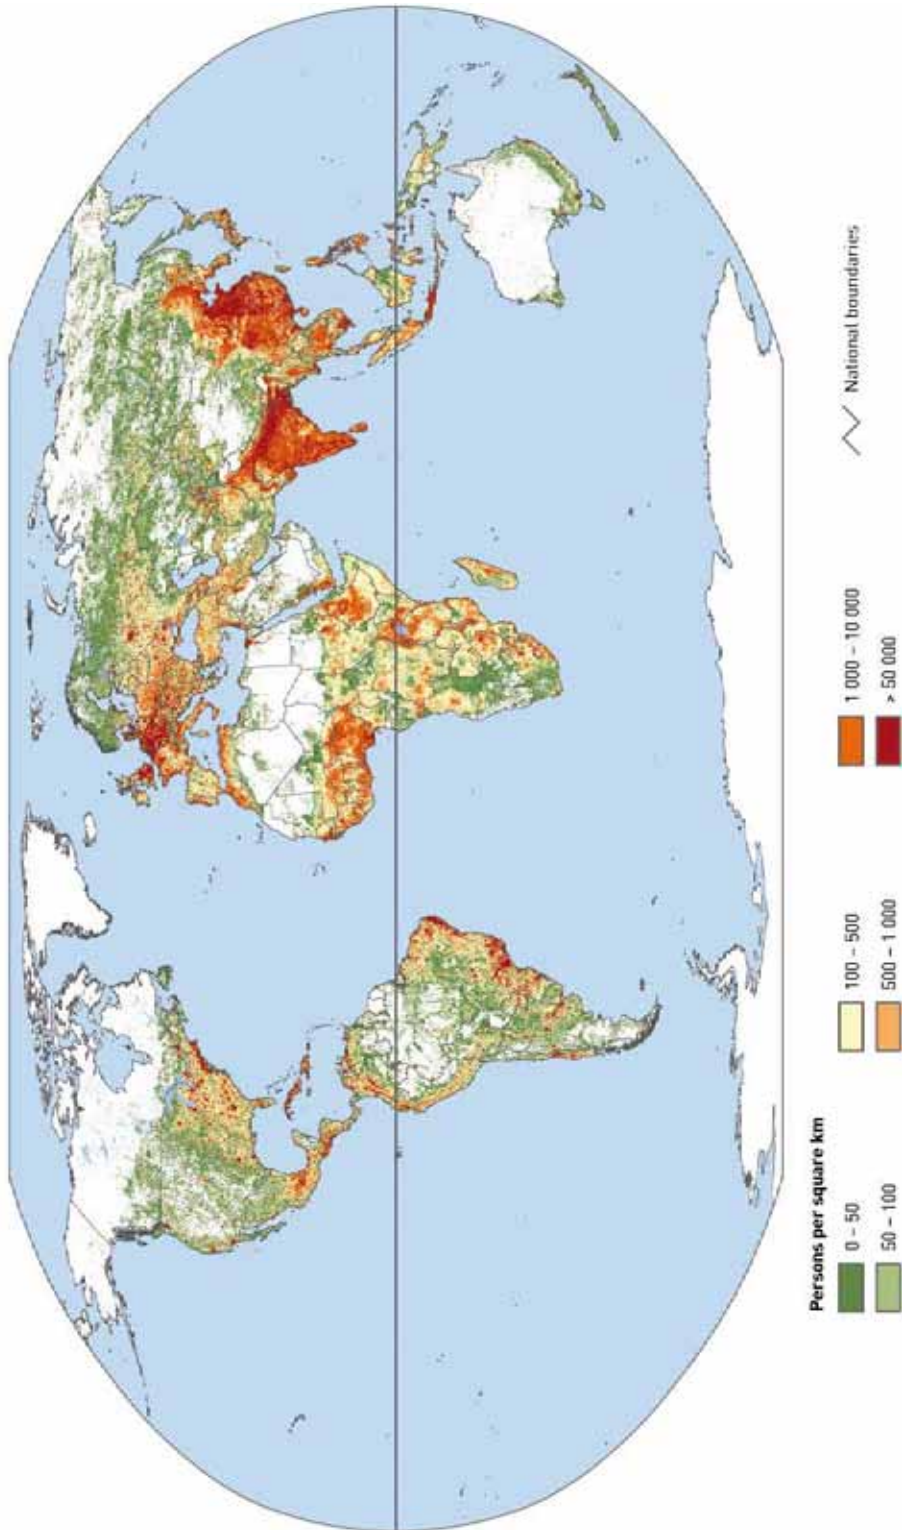 Persons per square km
0 – 50
50 – 100
100 – 500
500 – 1 000
1 000 – 10 000
> 50 000
National boundaries